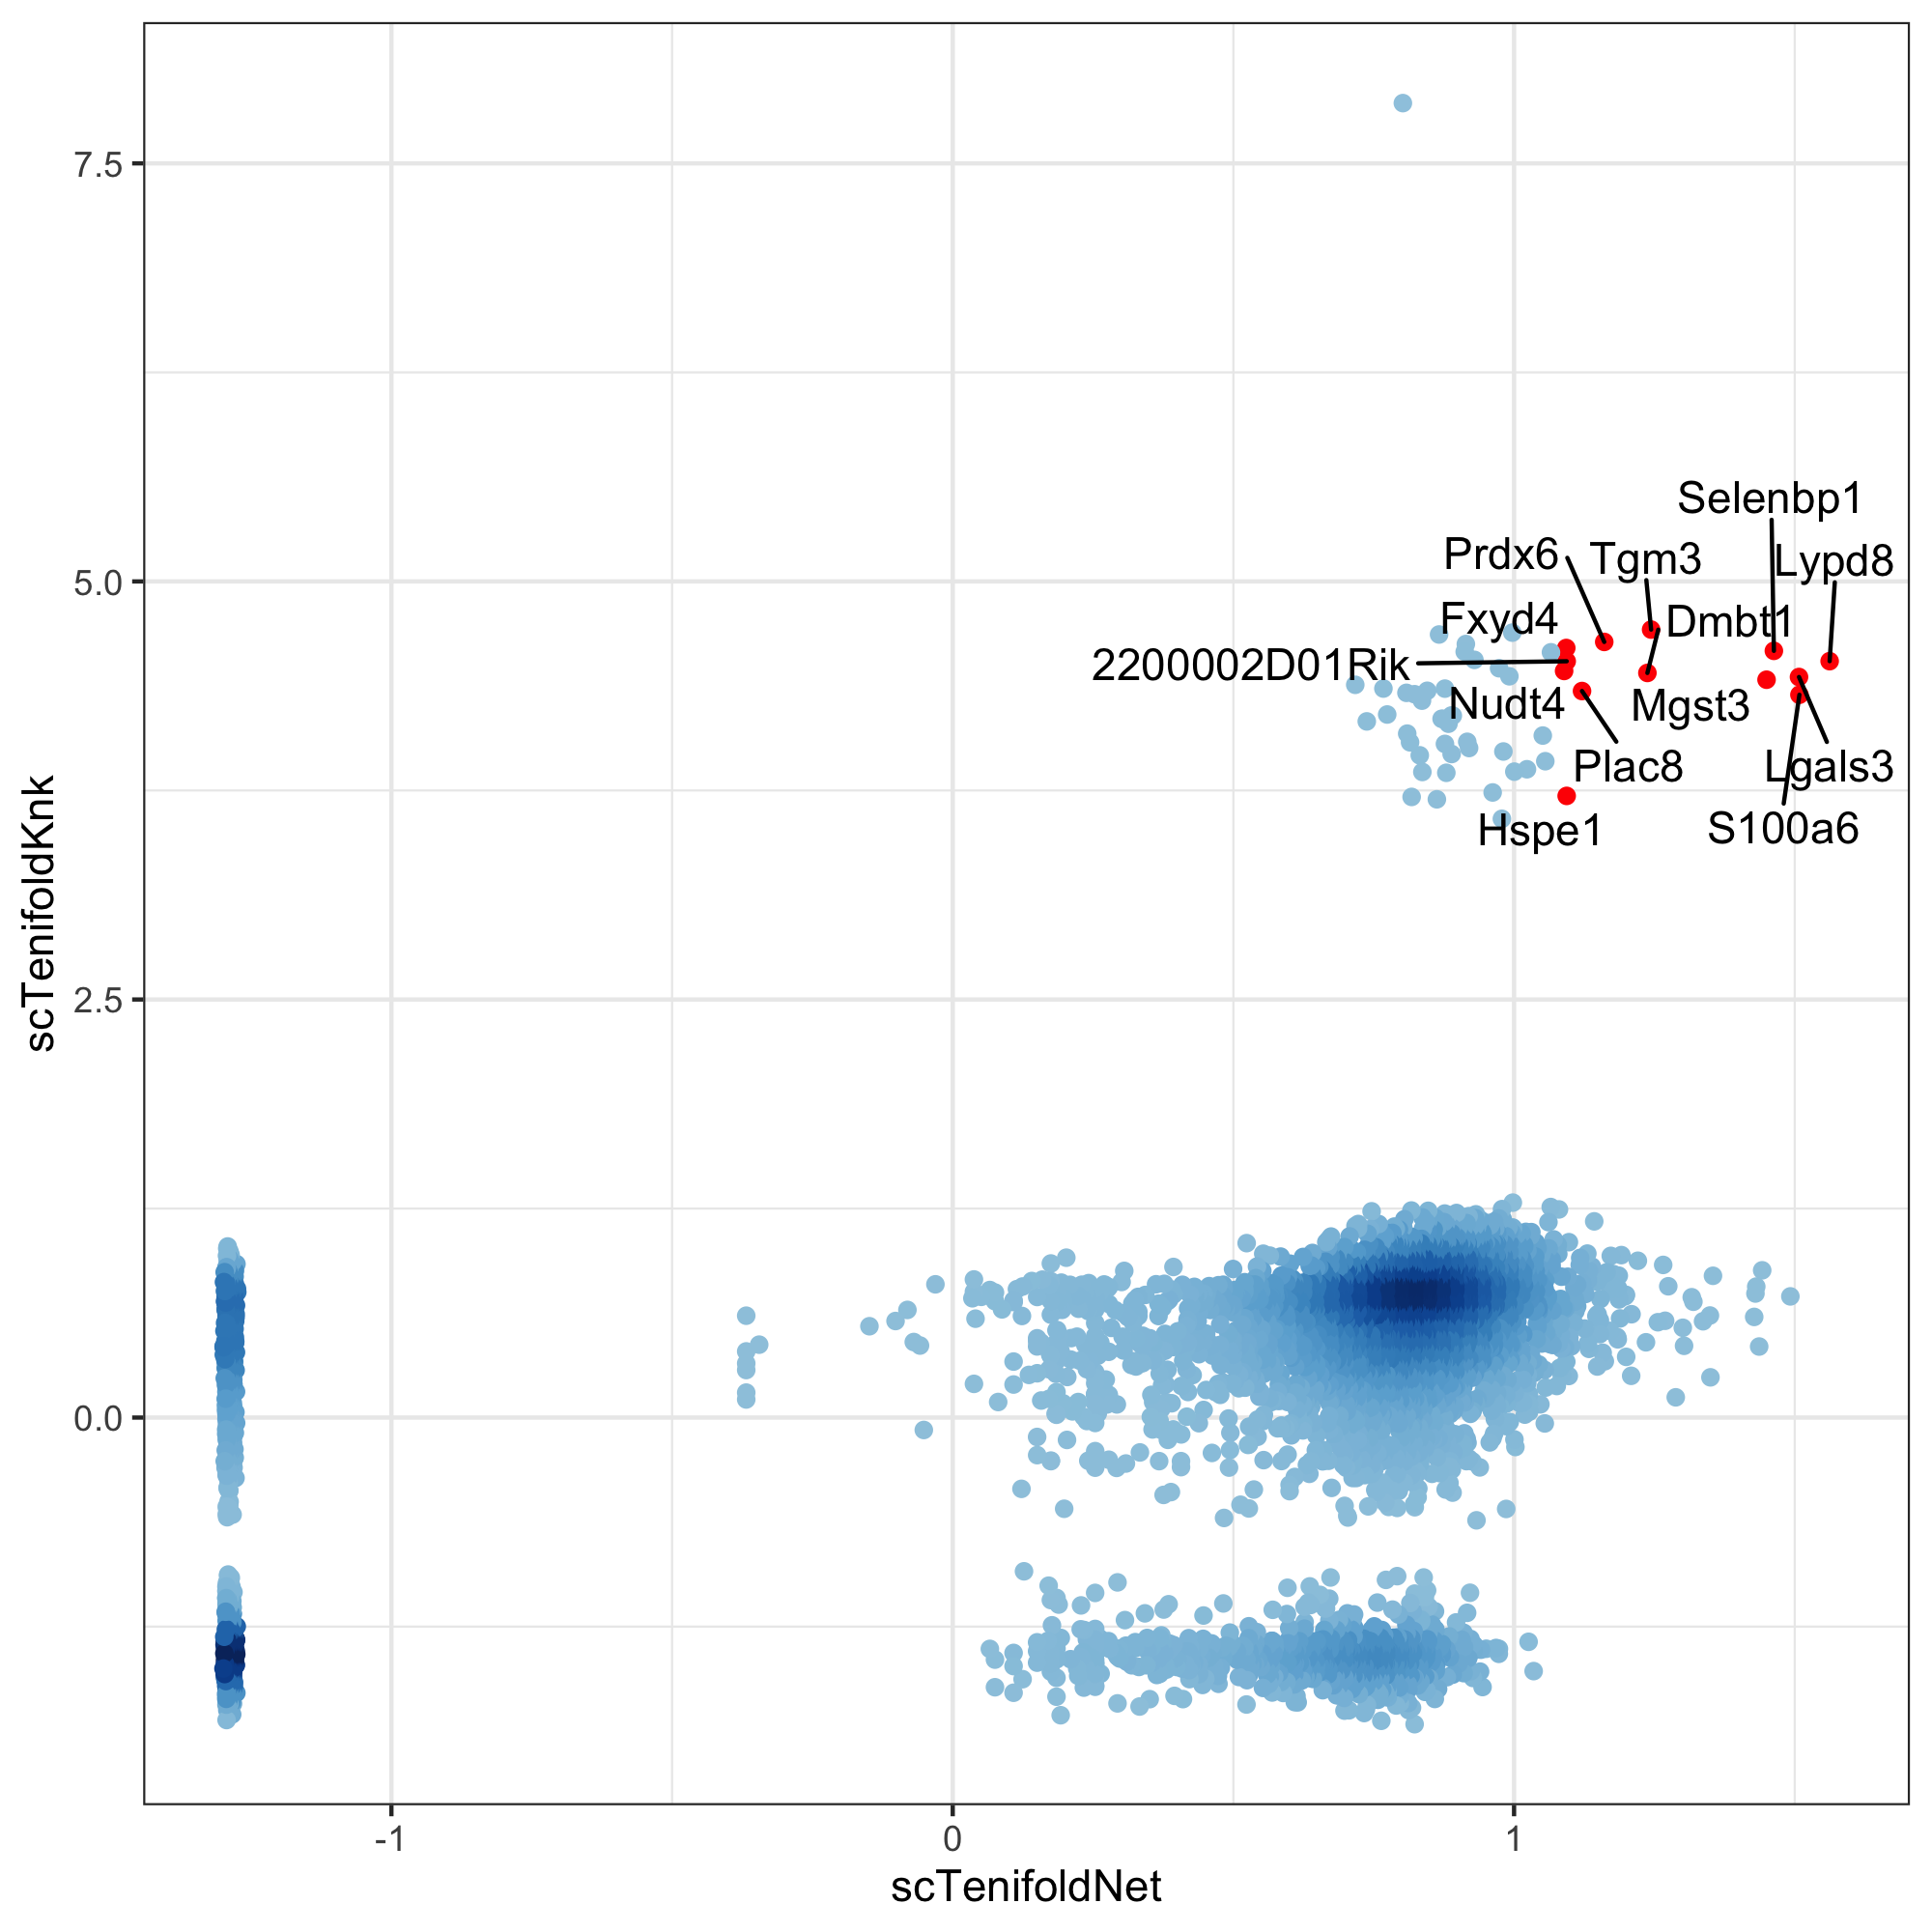 7.5
5.0
2.5
0.0
scTenifoldKnk
Selenbp1
Prdx6
Tgm3
Lypd8
Fxyd4
Dmbt1
2200002D01Rik
Nudt4
Mgst3
Plac8
Lgals3
Hspe1
S100a6
-1
0
1
scTenifoldNet